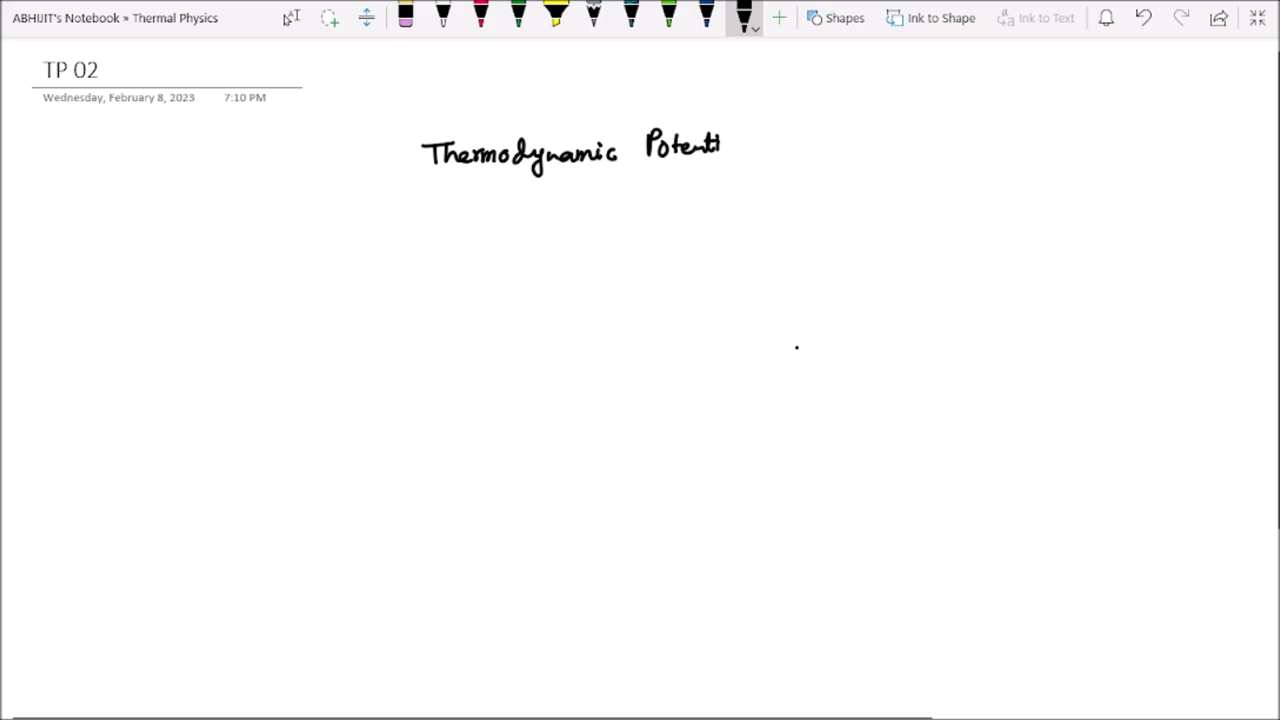 ABHIJIT's Notebook » Thermal Physics
Shapes
Ink to Shape
Ink to Text
TP 02
Wednesday, February 8, 2023 7:10 PM
Thermodynamic Potenti